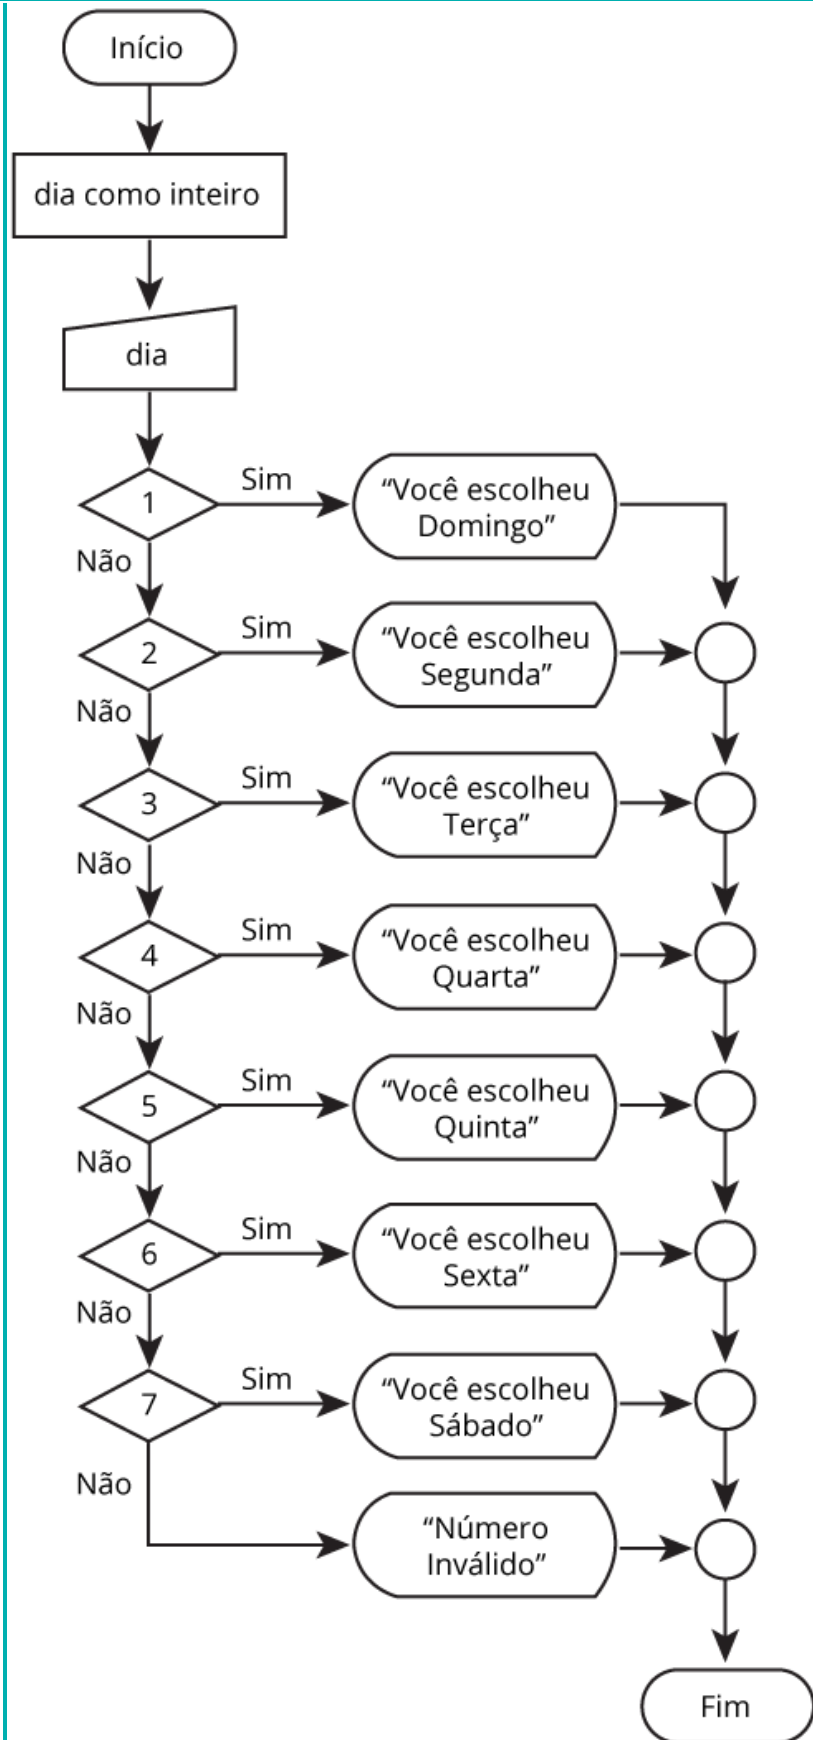 Início
dia como inteiro
dia
1
Sim
“Você escolheu
Domingo”
Não
2
Sim
“Você escolheu
Segunda”
Não
3
Sim
“Você escolheu
Terça”
Não
4
Sim
“Você escolheu
Quarta”
Não
5
Sim
“Você escolheu
Quinta”
Não
6
Sim
“Você escolheu
Sexta”
Não
7
Sim
“Você escolheu
Sábado”
Não
“Número
Inválido”
Fim